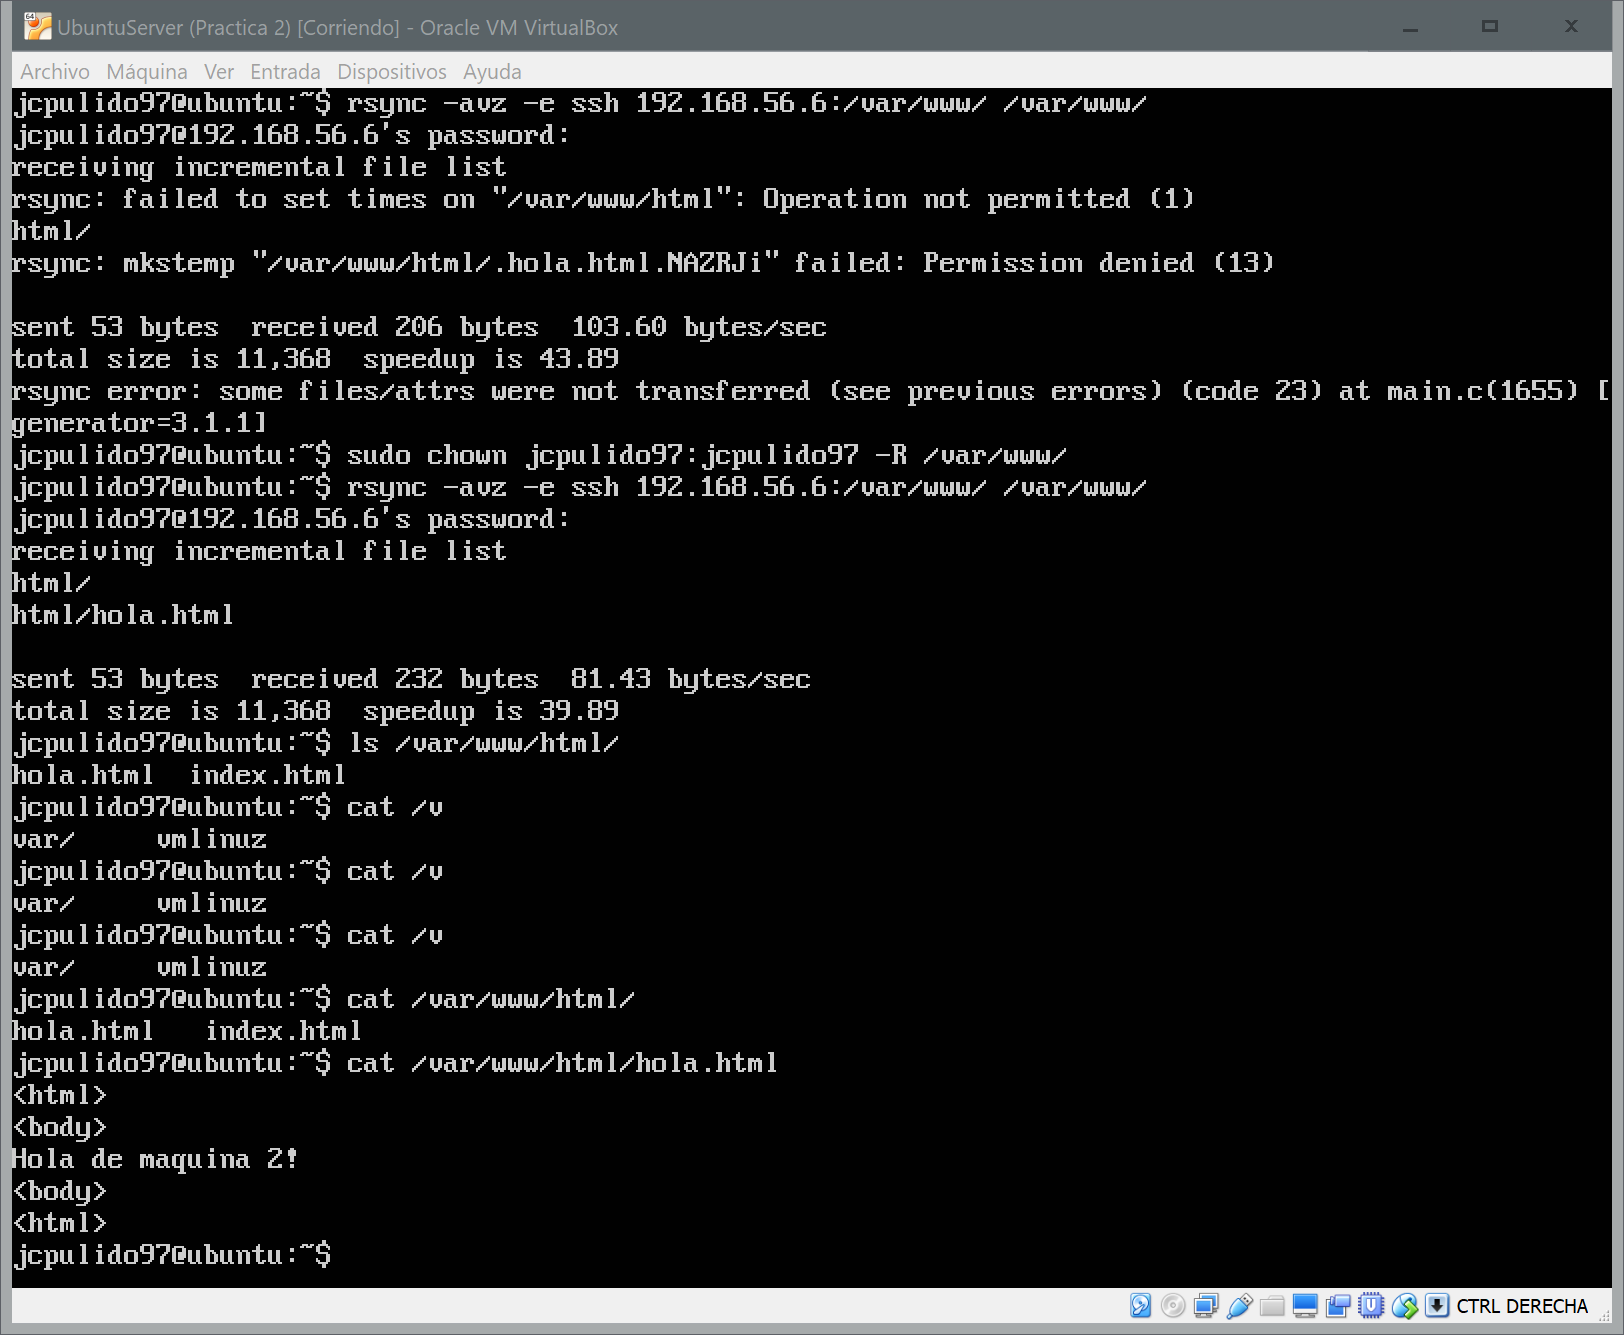 UbuntuServer (Practica 2) [Corriendo] - Oracle VM VirtualBox
Archivo Máquina Ver Entrada Dispositivos Ayuda
jcpulido97@ubuntu:~$ rsync -avz -e ssh 192.168.56.6:/var/www/ /var/www/
jcpulido97@192.168.56.6's password:
receiving incremental file list
rsync: failed to set times on "/var/www/html": Operation not permitted (1)
html/
rsync: mkstemp "/var/www/html/.hola.html.NAZRJi" failed: Permission denied (13)
sent 53 bytes  received 206 bytes  103.60 bytes/sec
total size is 11,368  speedup is 43.89
rsync error: some files/attrs were not transferred (see previous errors) (code 23) at main.c(1655) [
generator=3.1.1]
jcpulido97@ubuntu:~$ sudo chown jcpulido97:jcpulido97 -R /var/www/
jcpulido97@ubuntu:~$ rsync -avz -e ssh 192.168.56.6:/var/www/ /var/www/
jcpulido97@192.168.56.6's password:
receiving incremental file list
html/
html/hola.html
sent 53 bytes  received 232 bytes  81.43 bytes/sec
total size is 11,368  speedup is 39.89
jcpulido97@ubuntu:~$ ls /var/www/html/
hola.html  index.html
jcpulido97@ubuntu:~$ cat /v
var/     vmlinuz
jcpulido97@ubuntu:~$ cat /v
var/     vmlinuz
jcpulido97@ubuntu:~$ cat /v
var/     vmlinuz
jcpulido97@ubuntu:~$ cat /var/www/html/
hola.html   index.html
jcpulido97@ubuntu:~$ cat /var/www/html/hola.html
<html>
<body>
Hola de maquina 2!
<body>
<html>
jcpulido97@ubuntu:~$
CTRL DERECHA